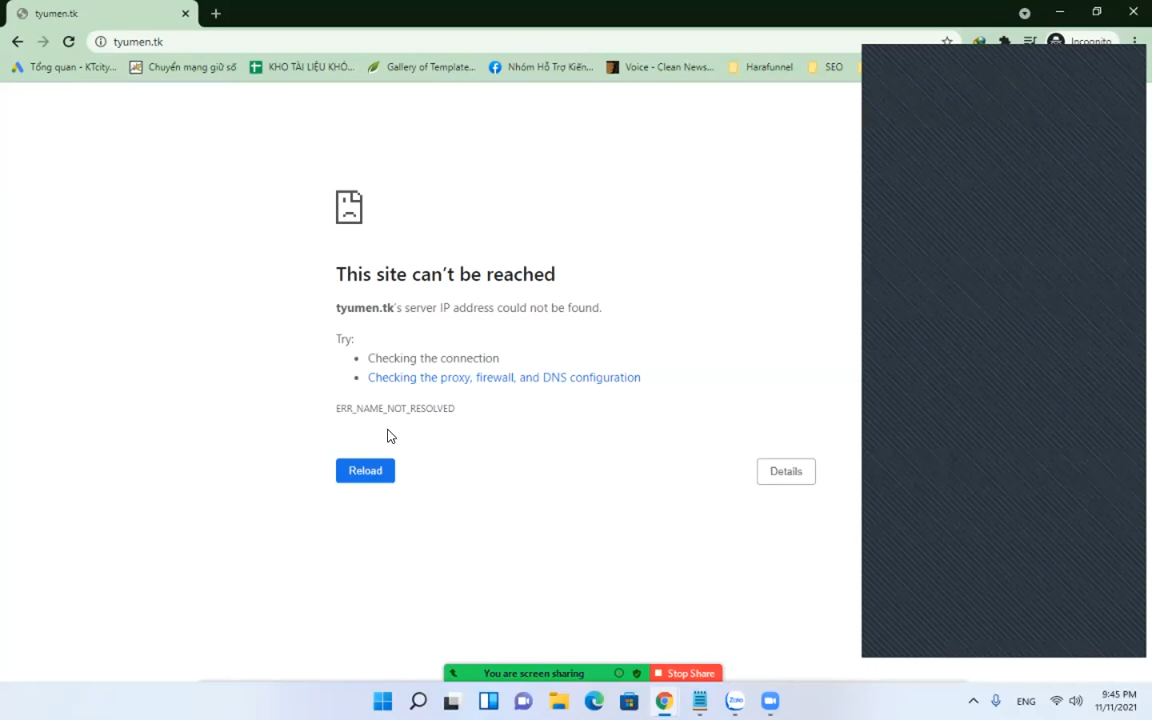 tyumen.tk
tyumen.tk
Incognito
Tổng quan - KTcity...
Chuyển mạng giữ số
KHO TÀI LIỆU KHÓ...
Gallery of Template...
Nhóm Hỗ Trợ Kiến...
Voice - Clean News...
Harafunnel
SEO
This site can’t be reached
tyumen.tk’s server IP address could not be found.
Try:
• Checking the connection
• Checking the proxy, firewall, and DNS configuration
ERR_NAME_NOT_RESOLVED
Reload
Details
You are screen sharing
Stop Share
Zalo
ENG
9:45 PM
11/11/2021